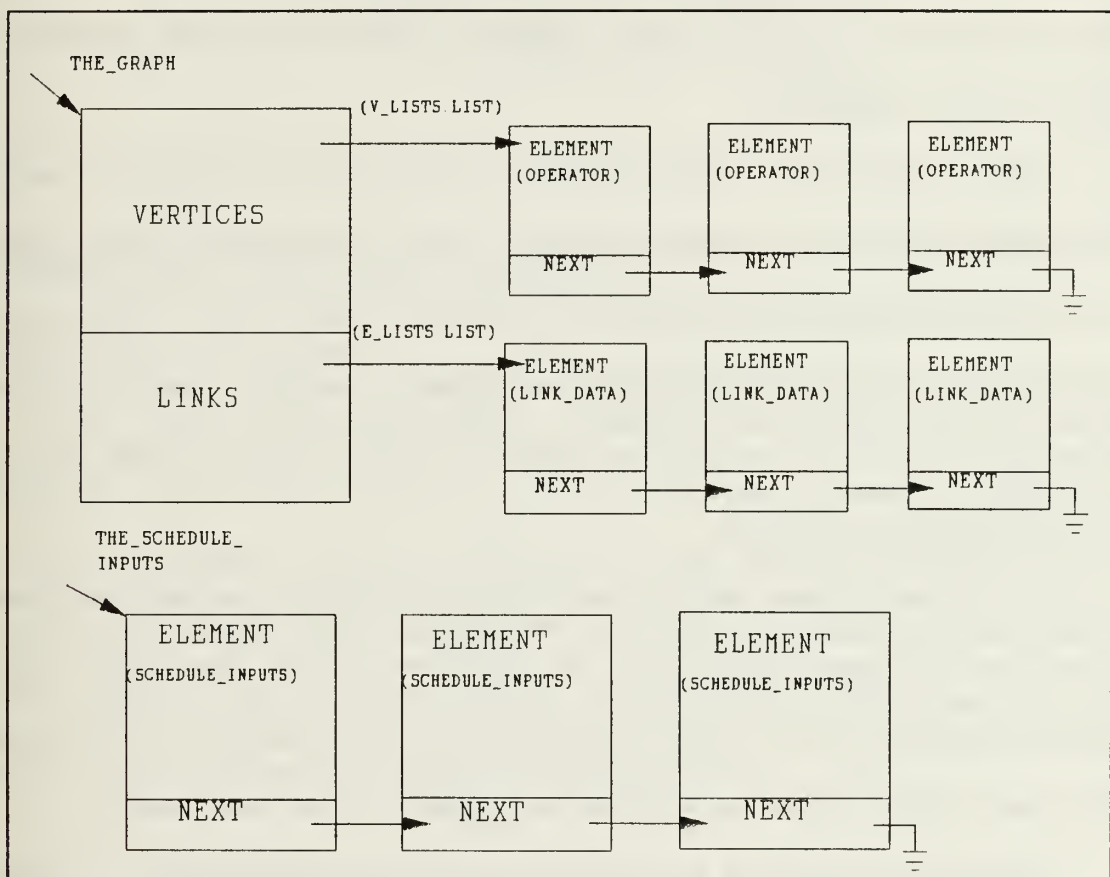 THE_GRAPH
(V_LISTS.LIST)
VERTICES
ELEMENT
(OPERATOR)
NEXT
ELEMENT
(OPERATOR)
NEXT
ELEMENT
(OPERATOR)
NEXT
(E_LISTS LIST)
LINKS
ELEMENT
(LINK_DATA)
NEXT
ELEMENT
(LINK_DATA)
NEXT
ELEMENT
(LINK_DATA)
NEXT
THE_SCHEDULE_
INPUTS
ELEMENT
(SCHEDULE_INPUTS)
NEXT
ELEMENT
(SCHEDULE_INPUTS)
NEXT
ELEMENT
(SCHEDULE_INPUTS)
NEXT